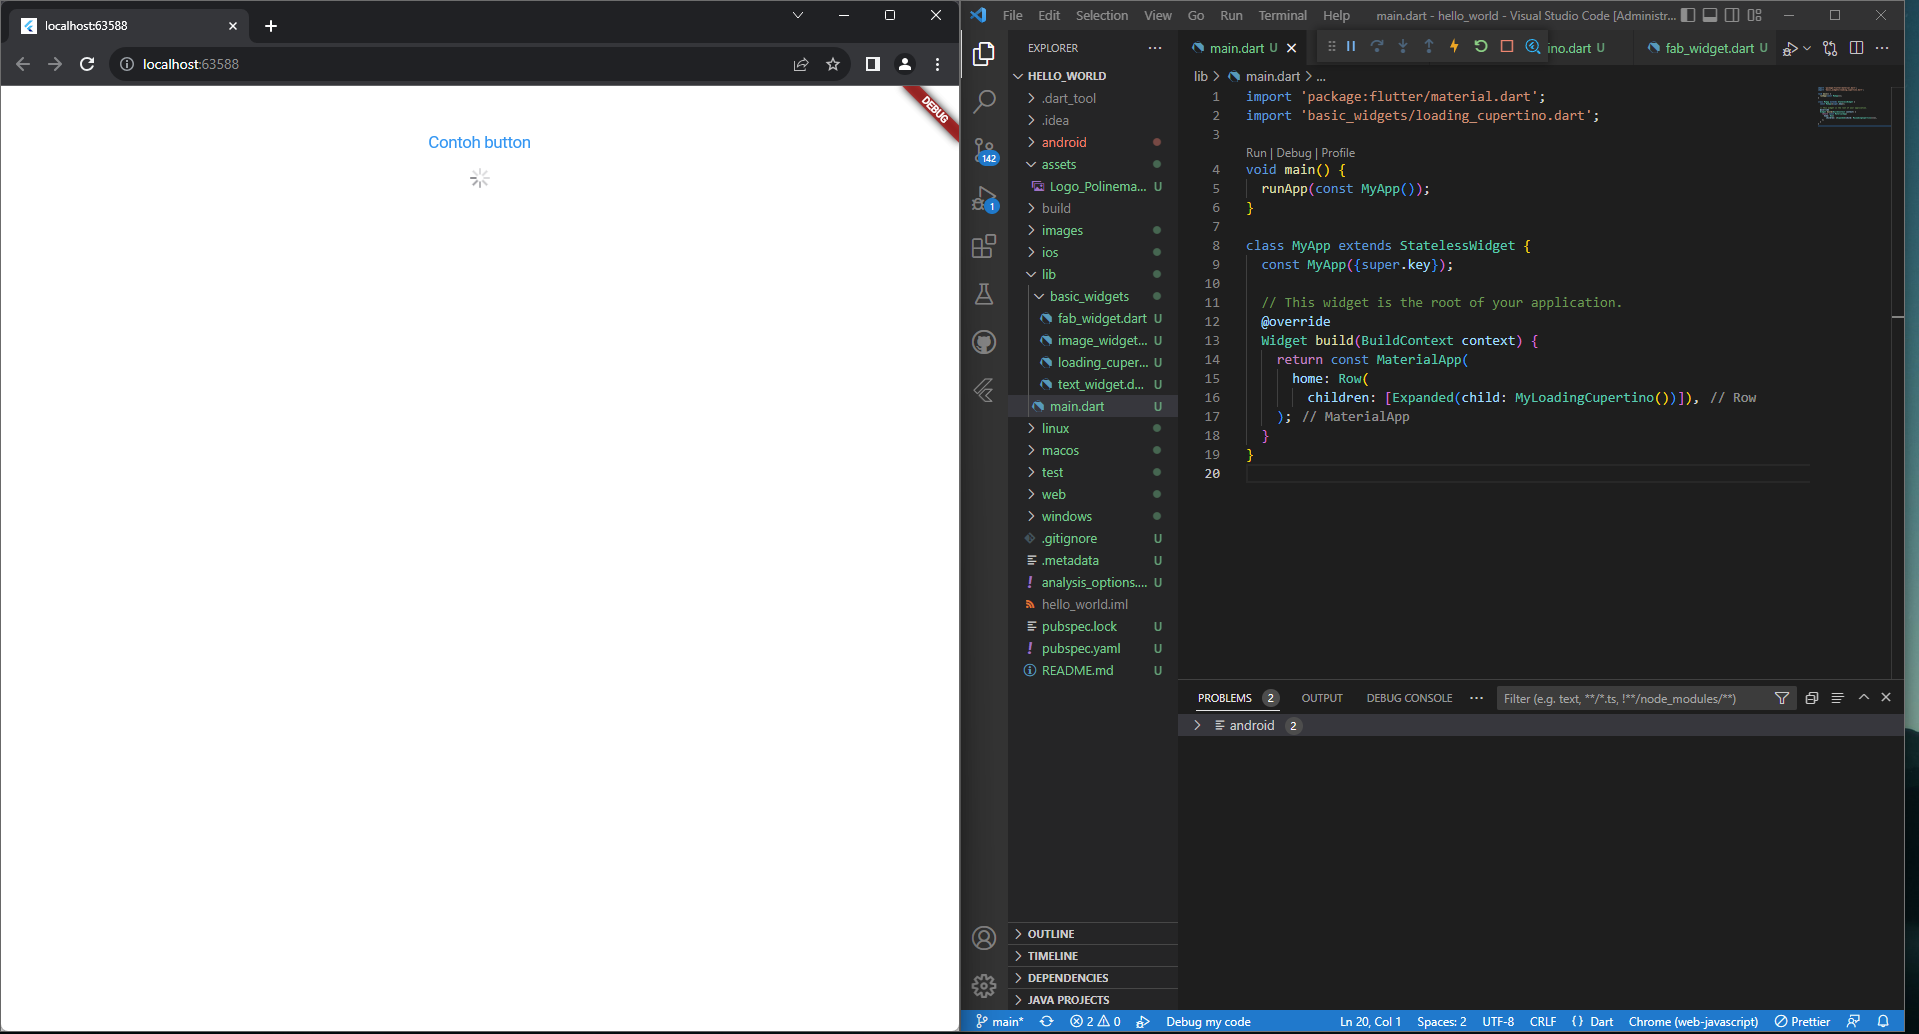 localhost:63588
localhost:63588
DEBUG
Contoh button
File Edit Selection View Go Run Terminal Help main.dart - hello_world - Visual Studio Code [Administr...
EXPLORER
HELLO_WORLD
.dart_tool
.idea
android
assets
Logo_Polinema... U
build
images
ios
lib
basic_widgets
fab_widget.dart U
image_widget... U
loading_cuper... U
text_widget.d... U
main.dart U
linux
macos
test
web
windows
.gitignore U
.metadata U
analysis_options.... U
hello_world.iml
pubspec.lock U
pubspec.yaml U
README.md U
OUTLINE
TIMELINE
DEPENDENCIES
JAVA PROJECTS
142
1
main.dart U ino.dart U fab_widget.dart U
lib > main.dart > ...
1 import 'package:flutter/material.dart';
2 import 'basic_widgets/loading_cupertino.dart';
3
Run | Debug | Profile
4 void main() {
5 runApp(const MyApp());
6 }
7
8 class MyApp extends StatelessWidget {
9 const MyApp({super.key});
10
11 // This widget is the root of your application.
12 @override
13 Widget build(BuildContext context) {
14 return const MaterialApp(
15 home: Row(
16 children: [Expanded(child: MyLoadingCupertino())]), // Row
17 ); // MaterialApp
18 }
19 }
20
PROBLEMS 2 OUTPUT DEBUG CONSOLE ... Filter (e.g. text, **/*.ts, !**/node_modules/**)
android 2
main* 2 0 Debug my code Ln 20, Col 1 Spaces: 2 UTF-8 CRLF { } Dart Chrome (web-javascript) Prettier